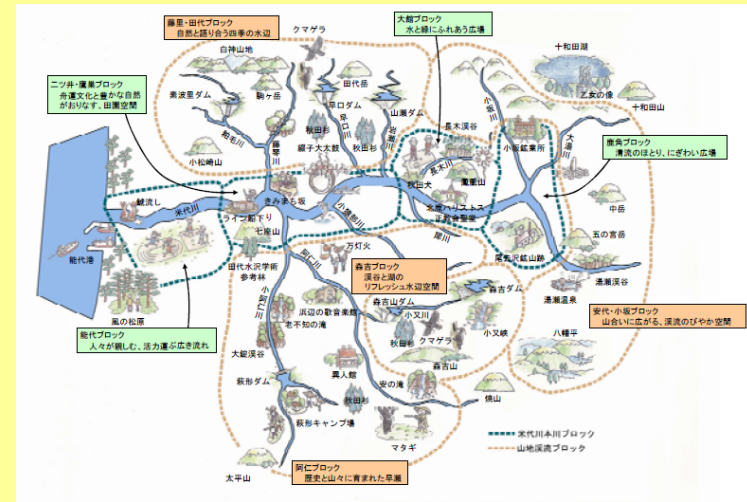 藤里・田代ブロック
自然と語り合う四季の水辺
クマゲラ
大館ブロック
水と緑にふれあう広場
十和田湖
白神山地
乙女の像
十和田山
二ツ井・鷹巣ブロック
舟運文化と豊かな自然
がおりなす、田園空間
素波里ダム
駒ヶ岳
田代岳
早口ダム
山瀬ダム
小坂川
大湯川
粕毛川
藤琴川
秋田杉
早口川
岩瀬川
長木渓谷
小坂鉱業所
小松崎山
綴子大太鼓
秋田杉
長木川
鹿角ブロック
清流のほとり、にぎわい広場
鯎流し
米代川
きみまち坂
秋田犬
鳳凰山
ライン船下り
小猿部川
北鹿ハリストス
正教会聖堂
中岳
能代港
七座山
犀川
五の宮岳
田代水沢学術
参考林
阿仁川
万灯火
尾去沢鉱山跡
湯瀬渓谷
湯瀬温泉
森吉ブロック
渓谷と湖の
リフレッシュ水辺空間
風の松原
能代ブロック
人々が親しむ、活力運ぶ広き流れ
浜辺の歌音楽館
老不知の滝
森吉山ダム
小又川
森吉ダム
安代・小坂ブロック
山合いに広がる、渓流のびやか空間
秋田杉
クマゲラ
小又峡
八幡平
大錠渓谷
異人館
森吉山
萩形ダム
秋田杉
安の滝
焼山
萩形キャンプ場
マタギ
米代川本川ブロック
山地渓流ブロック
太平山
阿仁ブロック
歴史と山々に育まれた早瀬